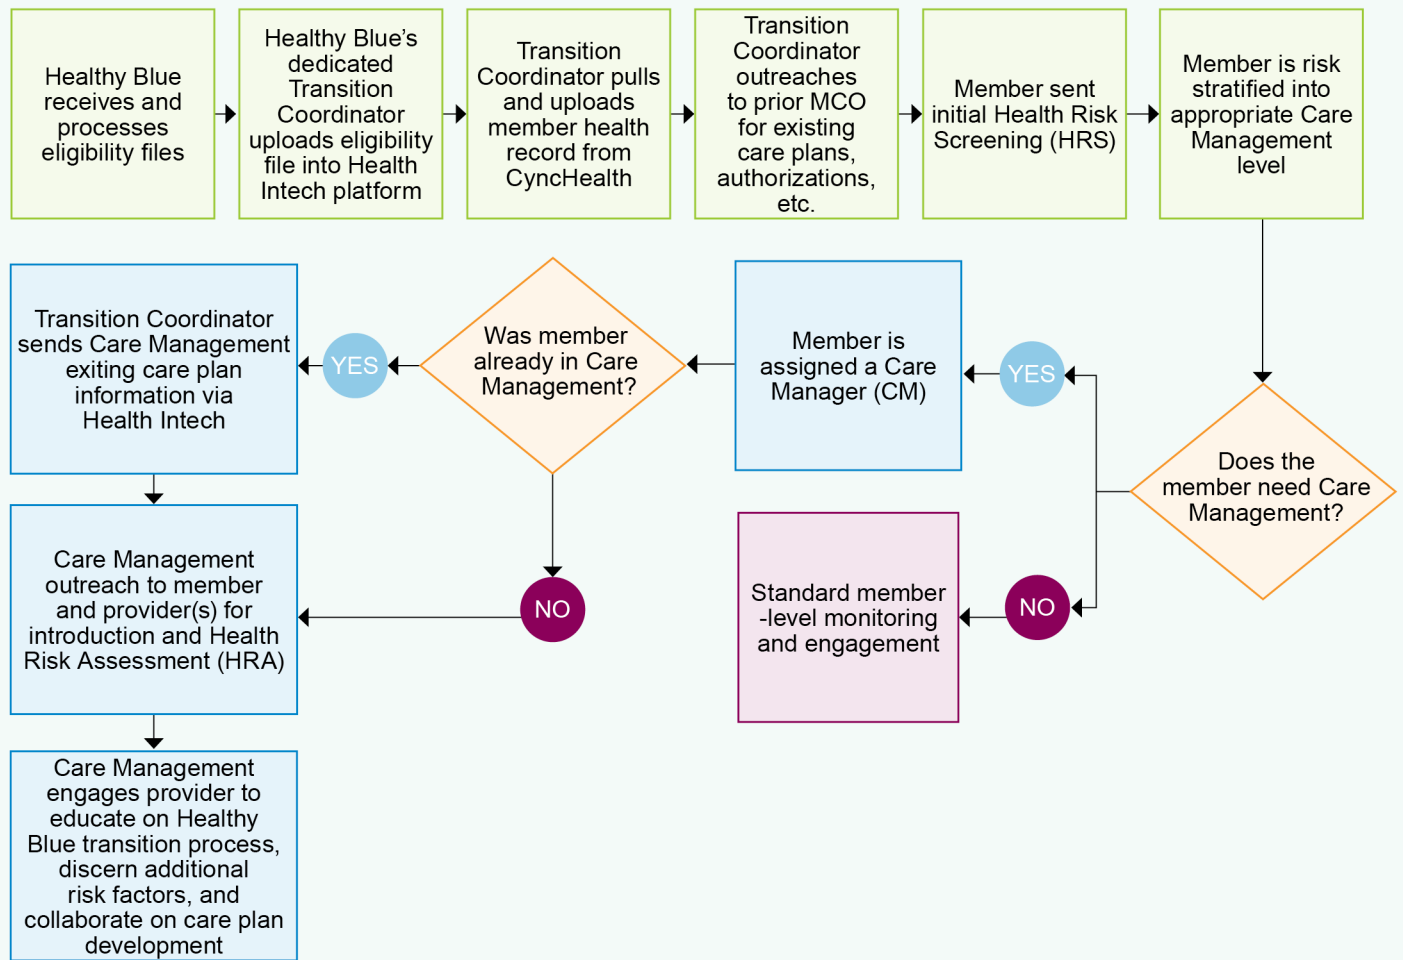 Healthy Blue
receives and
processes
eligibility files
Healthy Blue’s
dedicated
Transition
Coordinator
uploads eligibility
file into Health
Intech platform
Transition
Coordinator pulls
and uploads
member health
record from
CyncHealth
Transition
Coordinator
outreaches
to prior MCO
for existing
care plans,
authorizations,
etc.
Member sent
initial Health Risk
Screening (HRS)
Member is risk
stratified into
appropriate Care
Management
level
Does the
member need Care
Management?
YES
NO
Member is
assigned a Care
Manager (CM)
Standard member
-level monitoring
and engagement
Was member
already in Care
Management?
YES
NO
Transition Coordinator
sends Care Management
exiting care plan
information via
Health Intech
Care Management
outreach to member
and provider(s) for
introduction and Health
Risk Assessment (HRA)
Care Management
engages provider to
educate on Healthy
Blue transition process,
discern additional
risk factors, and
collaborate on care plan
development